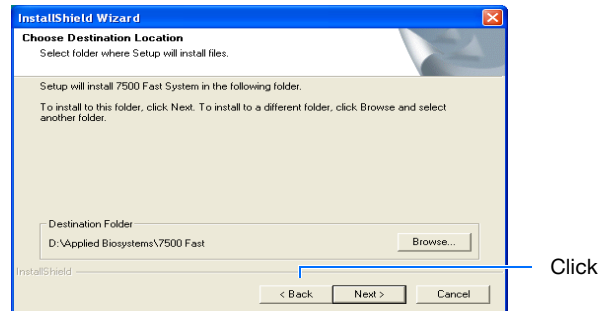 InstallShield Wizard
Choose Destination Location
Select folder where Setup will install files.
Setup will install 7500 Fast System in the following folder.
To install to this folder, click Next. To install to a different folder, click Browse and select
another folder.
Destination Folder
D:\Applied Biosystems\7500 Fast
Browse...
InstallShield
Click
< Back
Next >
Cancel